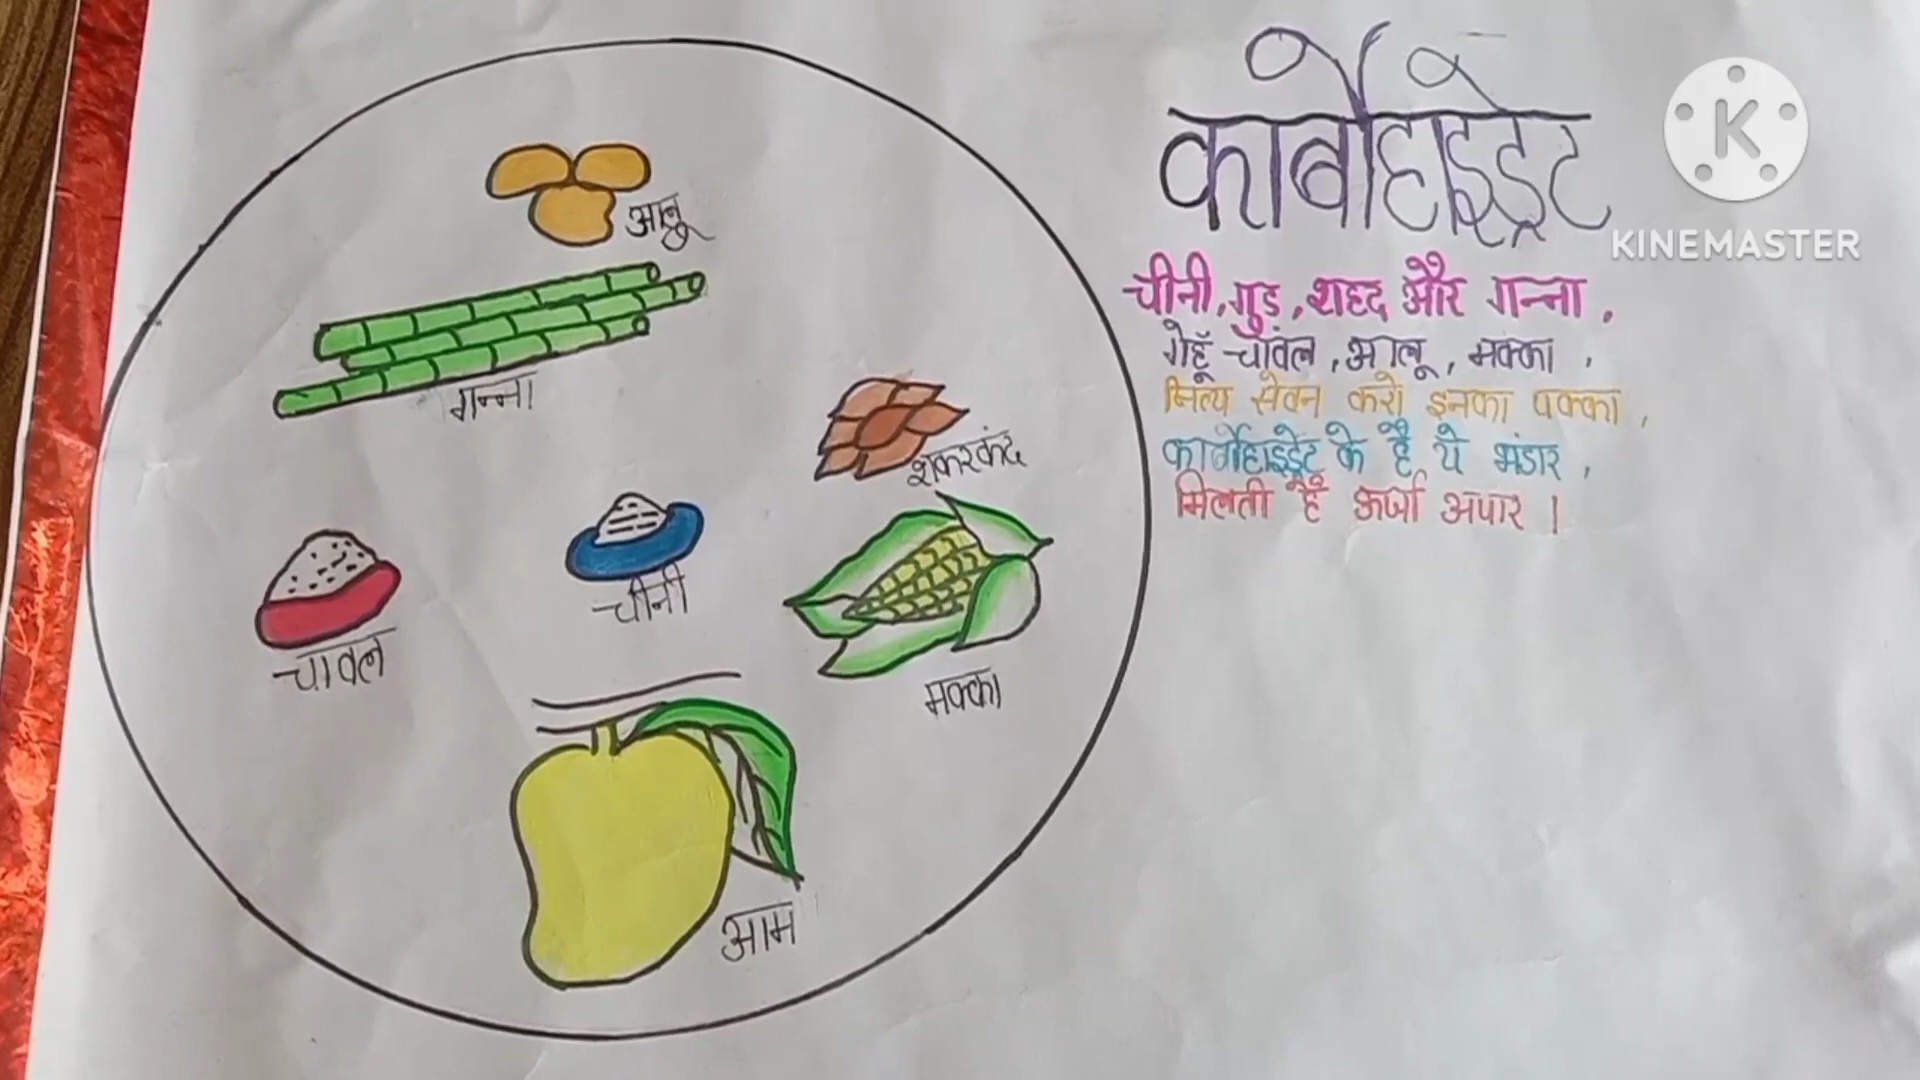 कार्बोहाइड्रेट
KINEMASTER
चीनी, गुड़, शहद और गन्ना,
गेहूँ चाँवल, आलू, मक्का,
नित्य सेवन करो इनका पक्का,
कार्बोहाइड्रेट के है ये भंडार,
मिलती हैं ऊर्जा अपार।
आलू
गन्ना
शकरकंद
चीनी
चावल
मक्का
आम